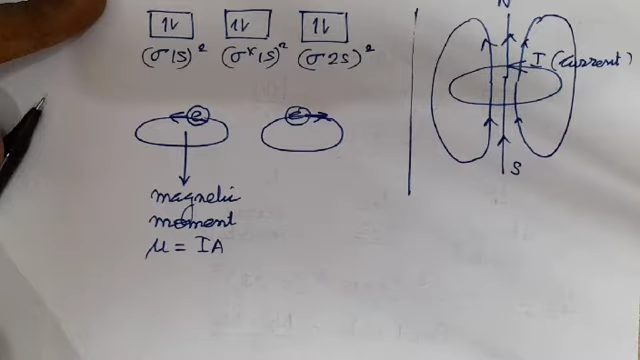 1↓ 1↓ 1↓
(σ1s)² (σ*1s)² (σ2s)²
N
I (current)
e e
S
magnetic
moment
μ = IA